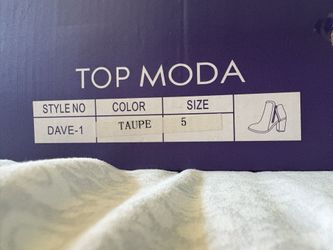 TOP MODA
STYLE NO COLOR SIZE
DAVE-1 TAUPE 5